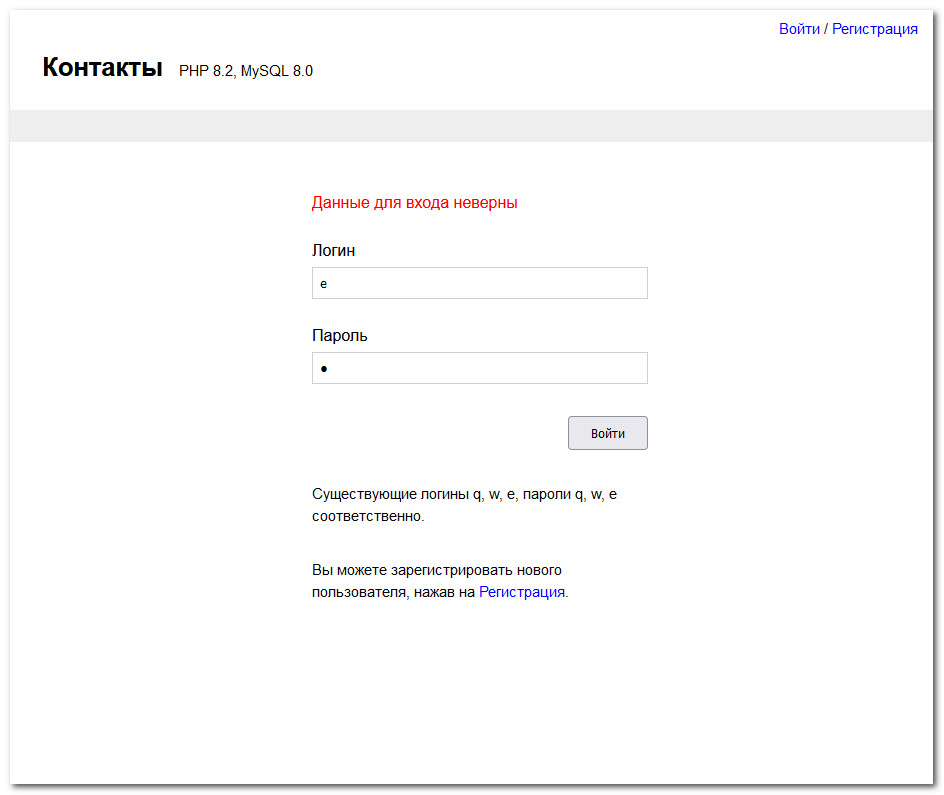 Войти / Регистрация
Контакты PHP 8.2, MySQL 8.0
Данные для входа неверны
Логин
e
Пароль
●
Войти
Существующие логины q, w, e, пароли q, w, e
соответственно.
Вы можете зарегистрировать нового
пользователя, нажав на Регистрация.